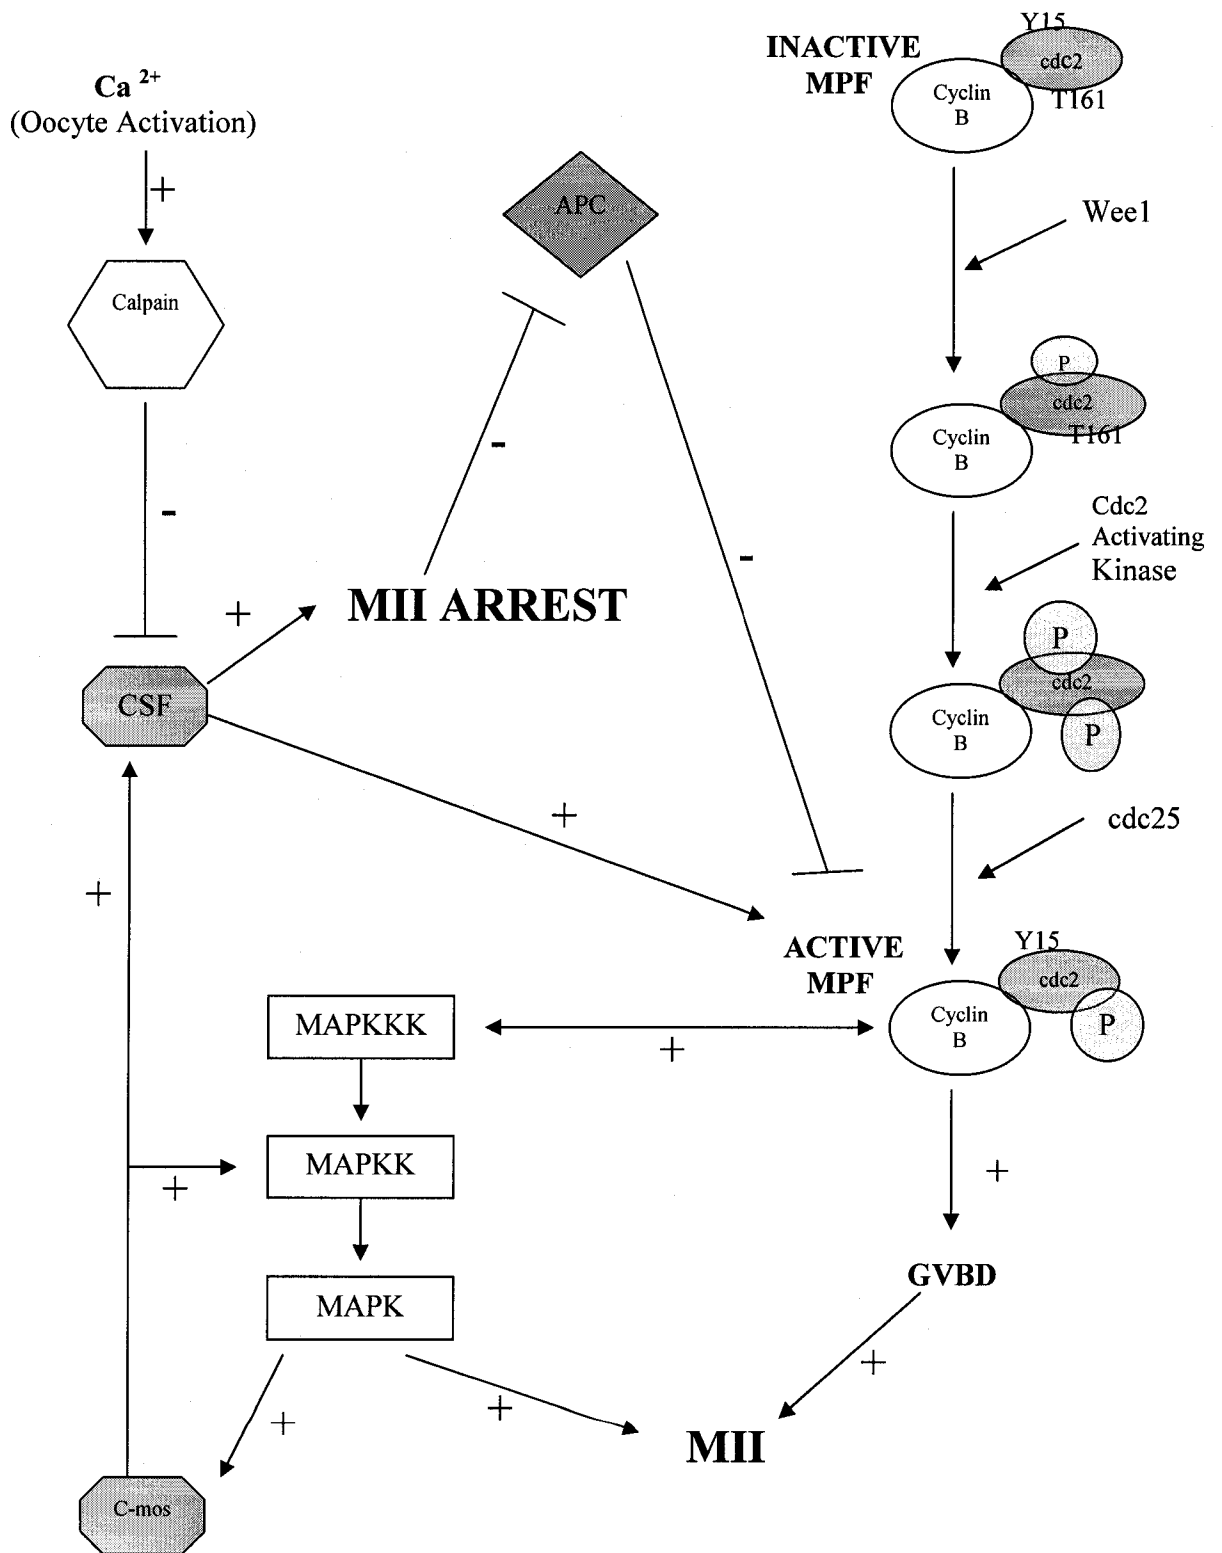 Y15
INACTIVE
MPF
cdc2
Cyclin
B
T161
Ca 2+
(Oocyte Activation)
+
APC
Wee1
Calpain
P
cdc2
T161
Cyclin
B
-
-
Cdc2
Activating
Kinase
-
+
MII ARREST
P
cdc2
P
CSF
Cyclin
B
+
cdc25
+
ACTIVE
MPF
Y15
cdc2
P
Cyclin
B
MAPKKK
+
MAPKK
+
+
GVBD
MAPK
+
+
+
MII
C-mos